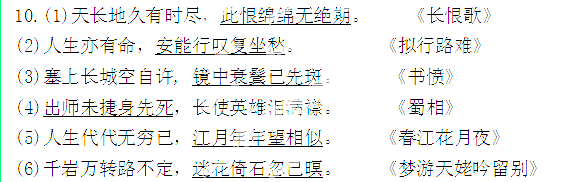 10.(1)天长地久有时尽，此恨绵绵无绝期。 《长恨歌》
(2)人生亦有命，安能行叹复坐愁。 《拟行路难》
(3)塞上长城空自许，镜中衰鬓已先斑。 《书愤》
(4)出师未捷身先死，长使英雄泪满襟。 《蜀相》
(5)人生代代无穷已，江月年年望相似。 《春江花月夜》
(6)千岩万转路不定，迷花倚石忽已暝。 《梦游天姥吟留别》